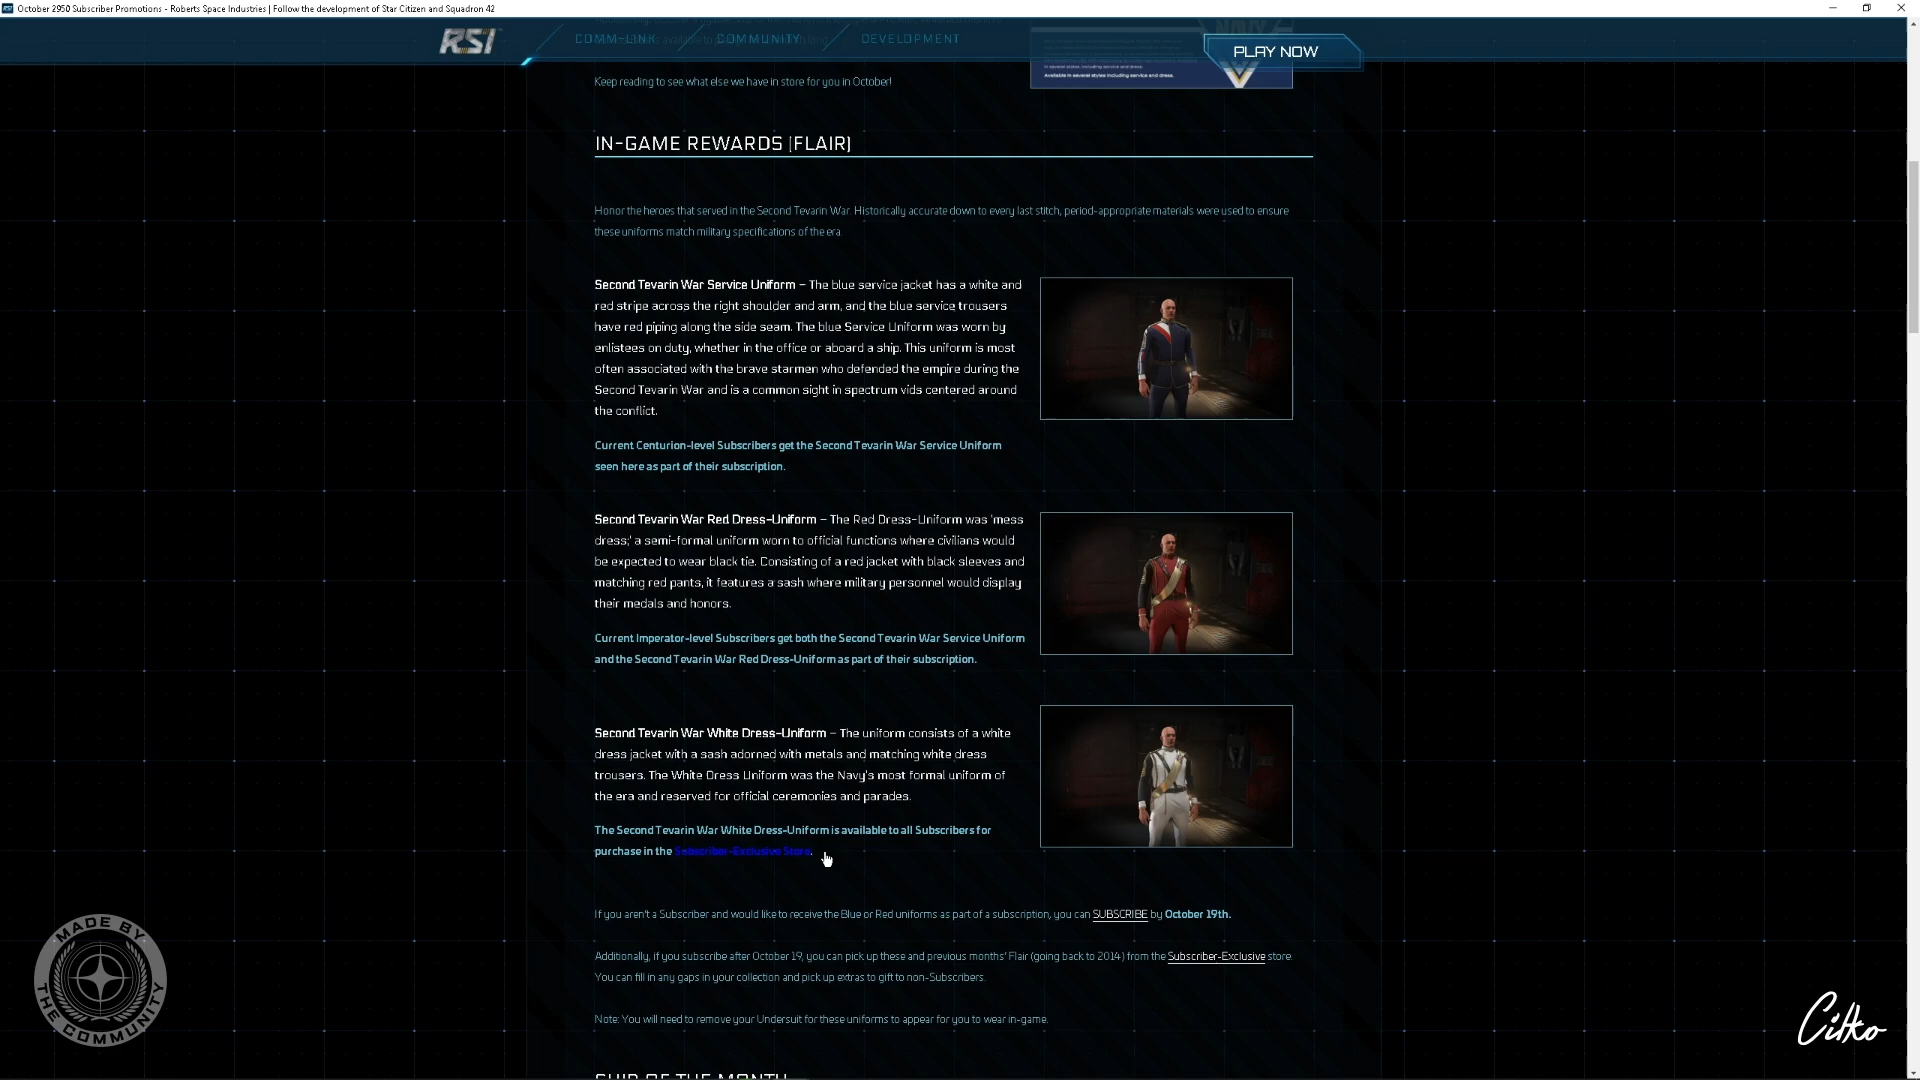 October 2950 Subscriber Promotions - Roberts Space Industries | Follow the development of Star Citizen and Squadron 42
RSI
COMM-LINK
COMMUNITY
DEVELOPMENT
PLAY NOW
in several states, including service and dress.
Available in several styles including service and dress.
Keep reading to see what else we have in store for you in October!
IN-GAME REWARDS (FLAIR)
Honor the heroes that served in the Second Tevarin War. Historically accurate down to every last stitch, period-appropriate materials were used to ensure
these uniforms match military specifications of the era.
Second Tevarin War Service Uniform – The blue service jacket has a white and
red stripe across the right shoulder and arm, and the blue service trousers
have red piping along the side seam. The blue Service Uniform was worn by
enlistees on duty, whether in the office or aboard a ship. This uniform is most
often associated with the brave starmen who defended the empire during the
Second Tevarin War and is a common sight in spectrum vids centered around
the conflict.
Current Centurion-level Subscribers get the Second Tevarin War Service Uniform
seen here as part of their subscription.
Second Tevarin War Red Dress-Uniform – The Red Dress-Uniform was 'mess
dress;' a semi-formal uniform worn to official functions where civilians would
be expected to wear black tie. Consisting of a red jacket with black sleeves and
matching red pants, it features a sash where military personnel would display
their medals and honors.
Current Imperator-level Subscribers get both the Second Tevarin War Service Uniform
and the Second Tevarin War Red Dress-Uniform as part of their subscription.
Second Tevarin War White Dress-Uniform – The uniform consists of a white
dress jacket with a sash adorned with metals and matching white dress
trousers. The White Dress Uniform was the Navy's most formal uniform of
the era and reserved for official ceremonies and parades.
The Second Tevarin War White Dress-Uniform is available to all Subscribers for
purchase in the Subscriber-Exclusive Store.
If you aren't a Subscriber and would like to receive the Blue or Red uniforms as part of a subscription, you can SUBSCRIBE by October 19th.
Additionally, if you subscribe after October 19, you can pick up these and previous months' Flair (going back to 2014) from the Subscriber-Exclusive store.
You can fill in any gaps in your collection and pick up extras to gift to non-Subscribers.
Note: You will need to remove your Undersuit for these uniforms to appear for you to wear in-game.
SHIP OF THE MONTH
MADE BY
THE COMMUNITY
Citko